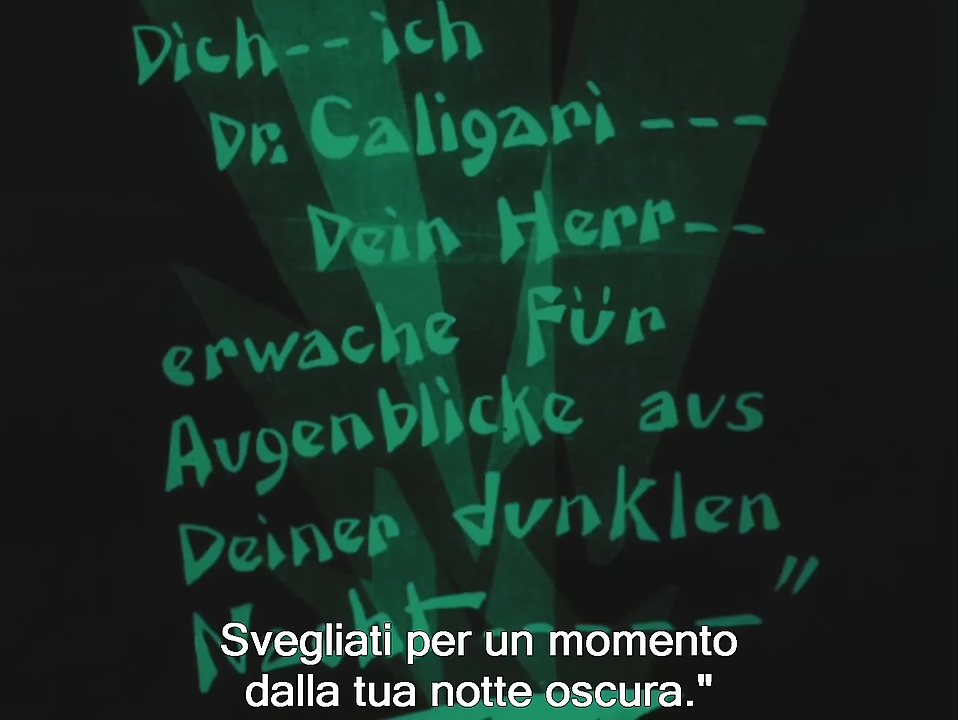 Dich-- ich
Dr. Caligari ---
Dein Herr--
erwache für
Augenblicke aus
Deiner dunklen
Nacht ----"
Svegliati per un momento
dalla tua notte oscura."